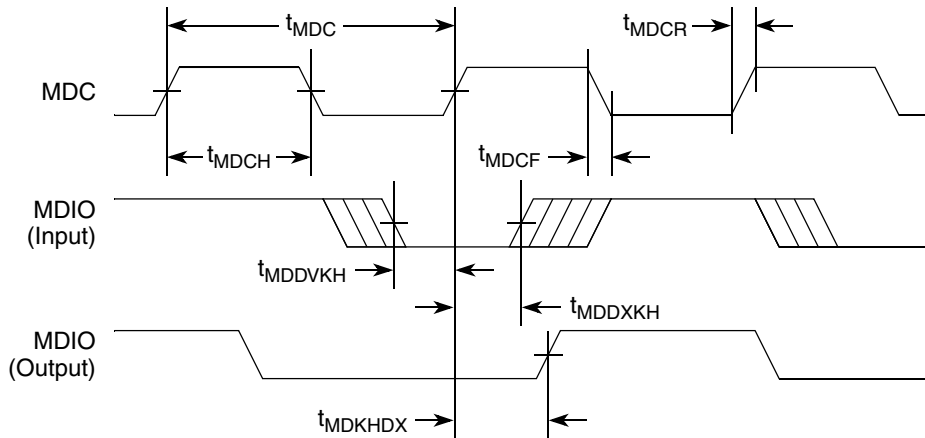 tMDC
tMDCR
MDC
tMDCH
tMDCF
MDIO
(Input)
tMDDVKH
tMDDXKH
MDIO
(Output)
tMDKHDX